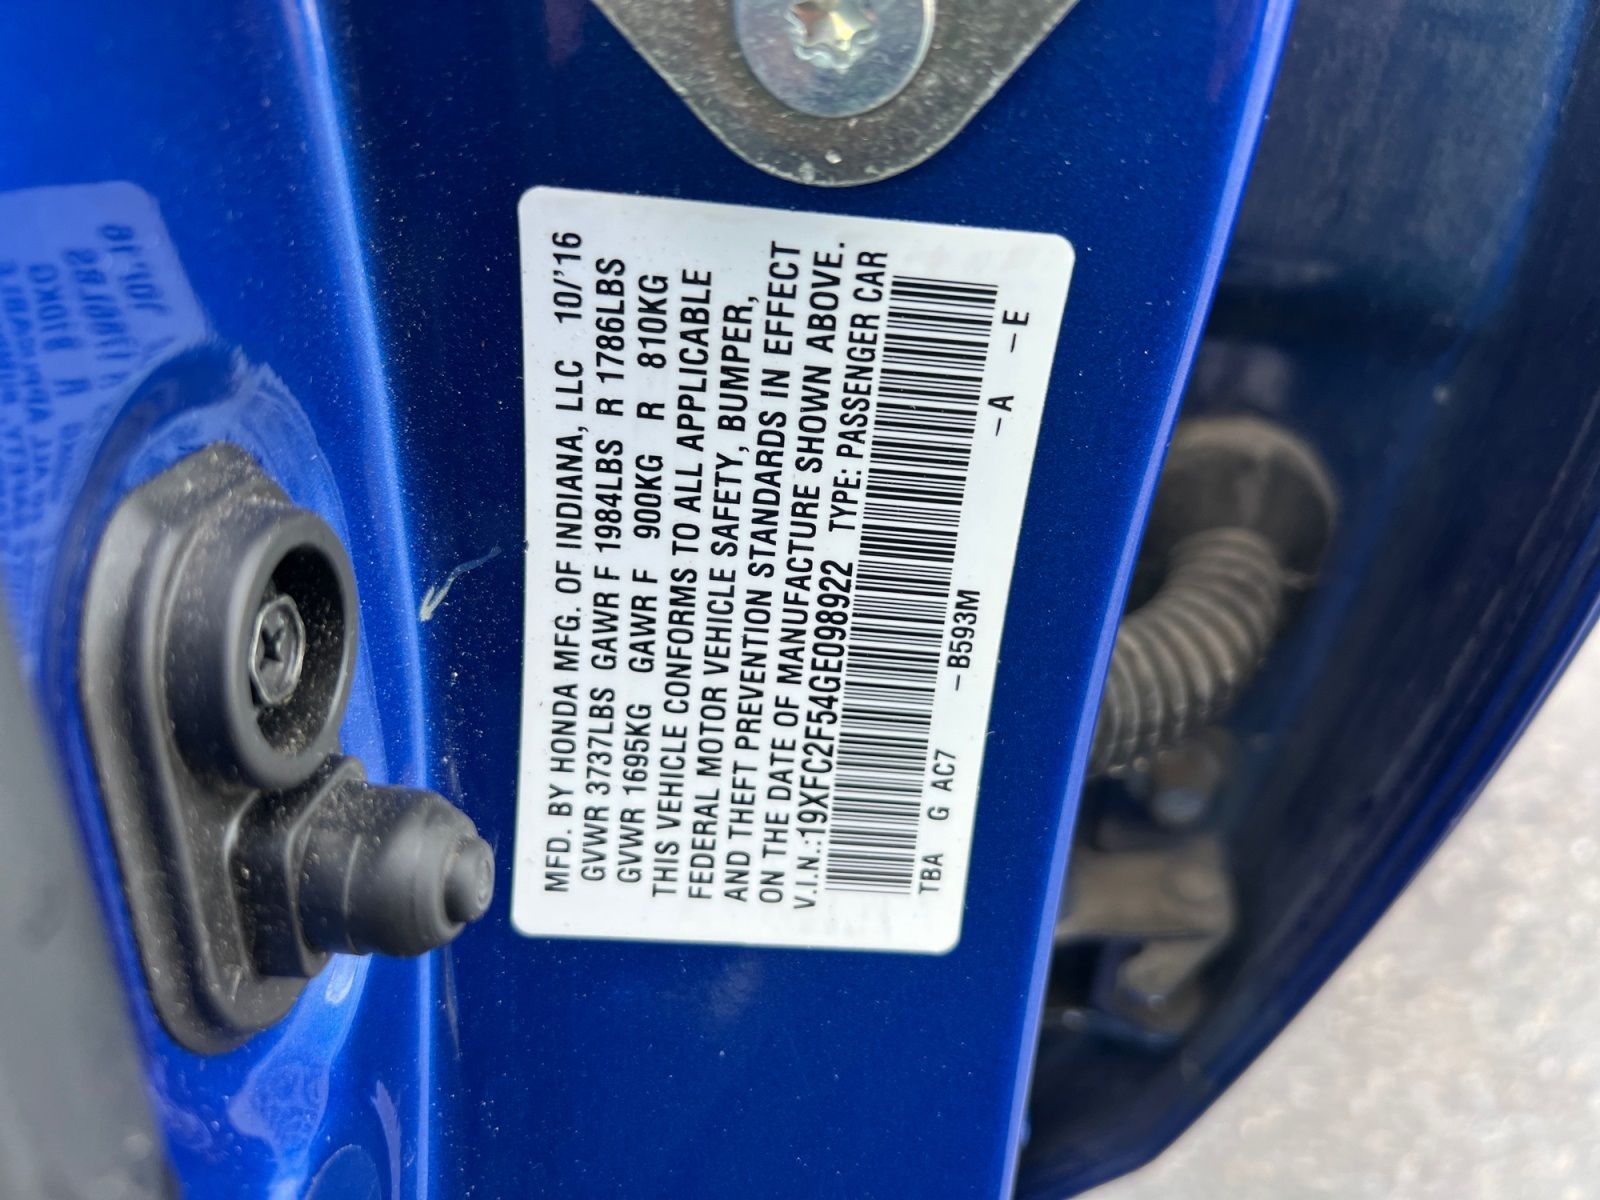 MFD. BY HONDA MFG. OF INDIANA, LLC 10/'16
GVWR 3737LBS GAWR F 1984LBS R 1786LBS
GVWR 1695KG GAWR F 900KG R 810KG
THIS VEHICLE CONFORMS TO ALL APPLICABLE
FEDERAL MOTOR VEHICLE SAFETY, BUMPER,
AND THEFT PREVENTION STANDARDS IN EFFECT
ON THE DATE OF MANUFACTURE SHOWN ABOVE.
V.I.N.:19XFC2F54GE098922 TYPE: PASSENGER CAR
TBA G AC7 -B593M -A -E